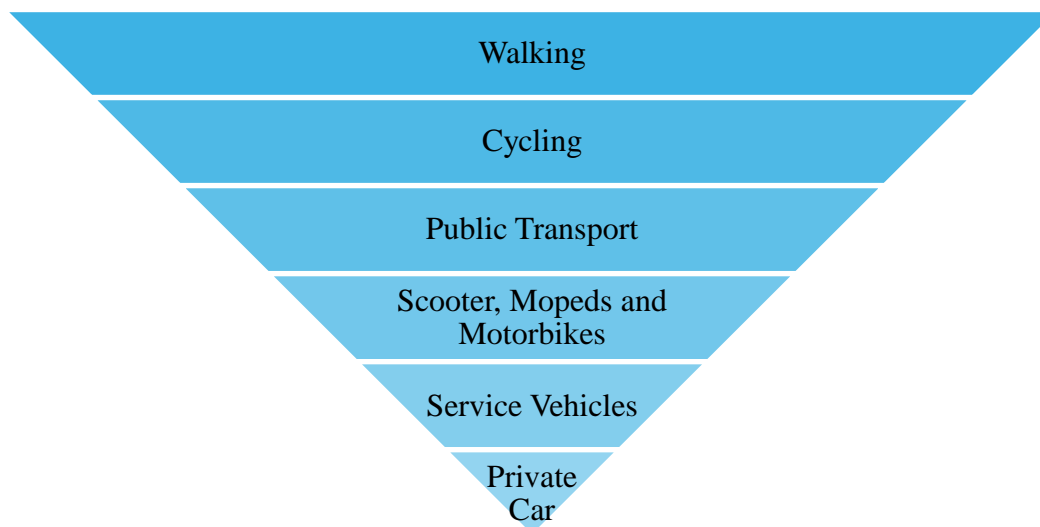 Walking
Cycling
Public Transport
Scooter, Mopeds and
Motorbikes
Service Vehicles
Private
Car